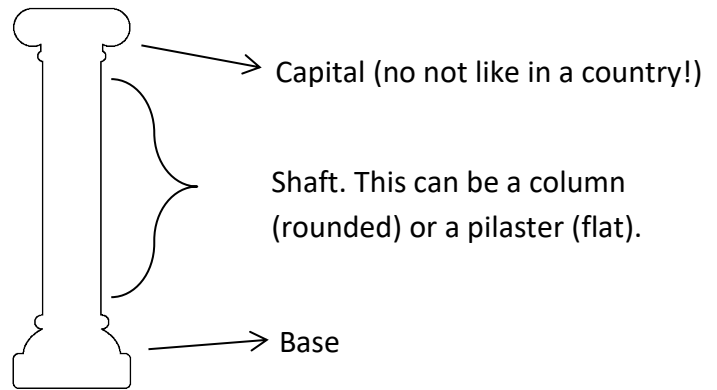 Capital (no not like in a country!)
Shaft. This can be a column
(rounded) or a pilaster (flat).
Base